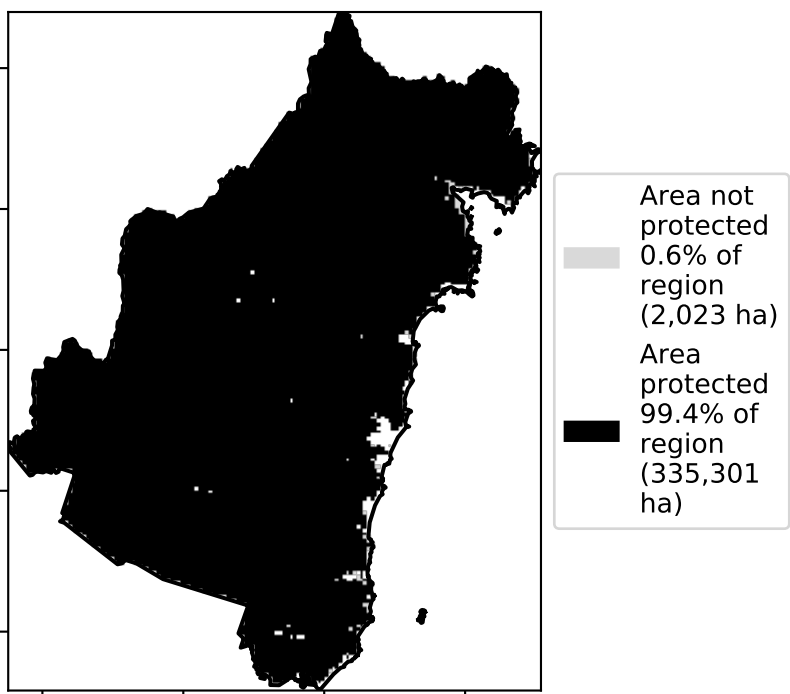 Area not
protected
0.6% of
region
(2,023 ha)
Area
protected
99.4% of
region
(335,301
ha)